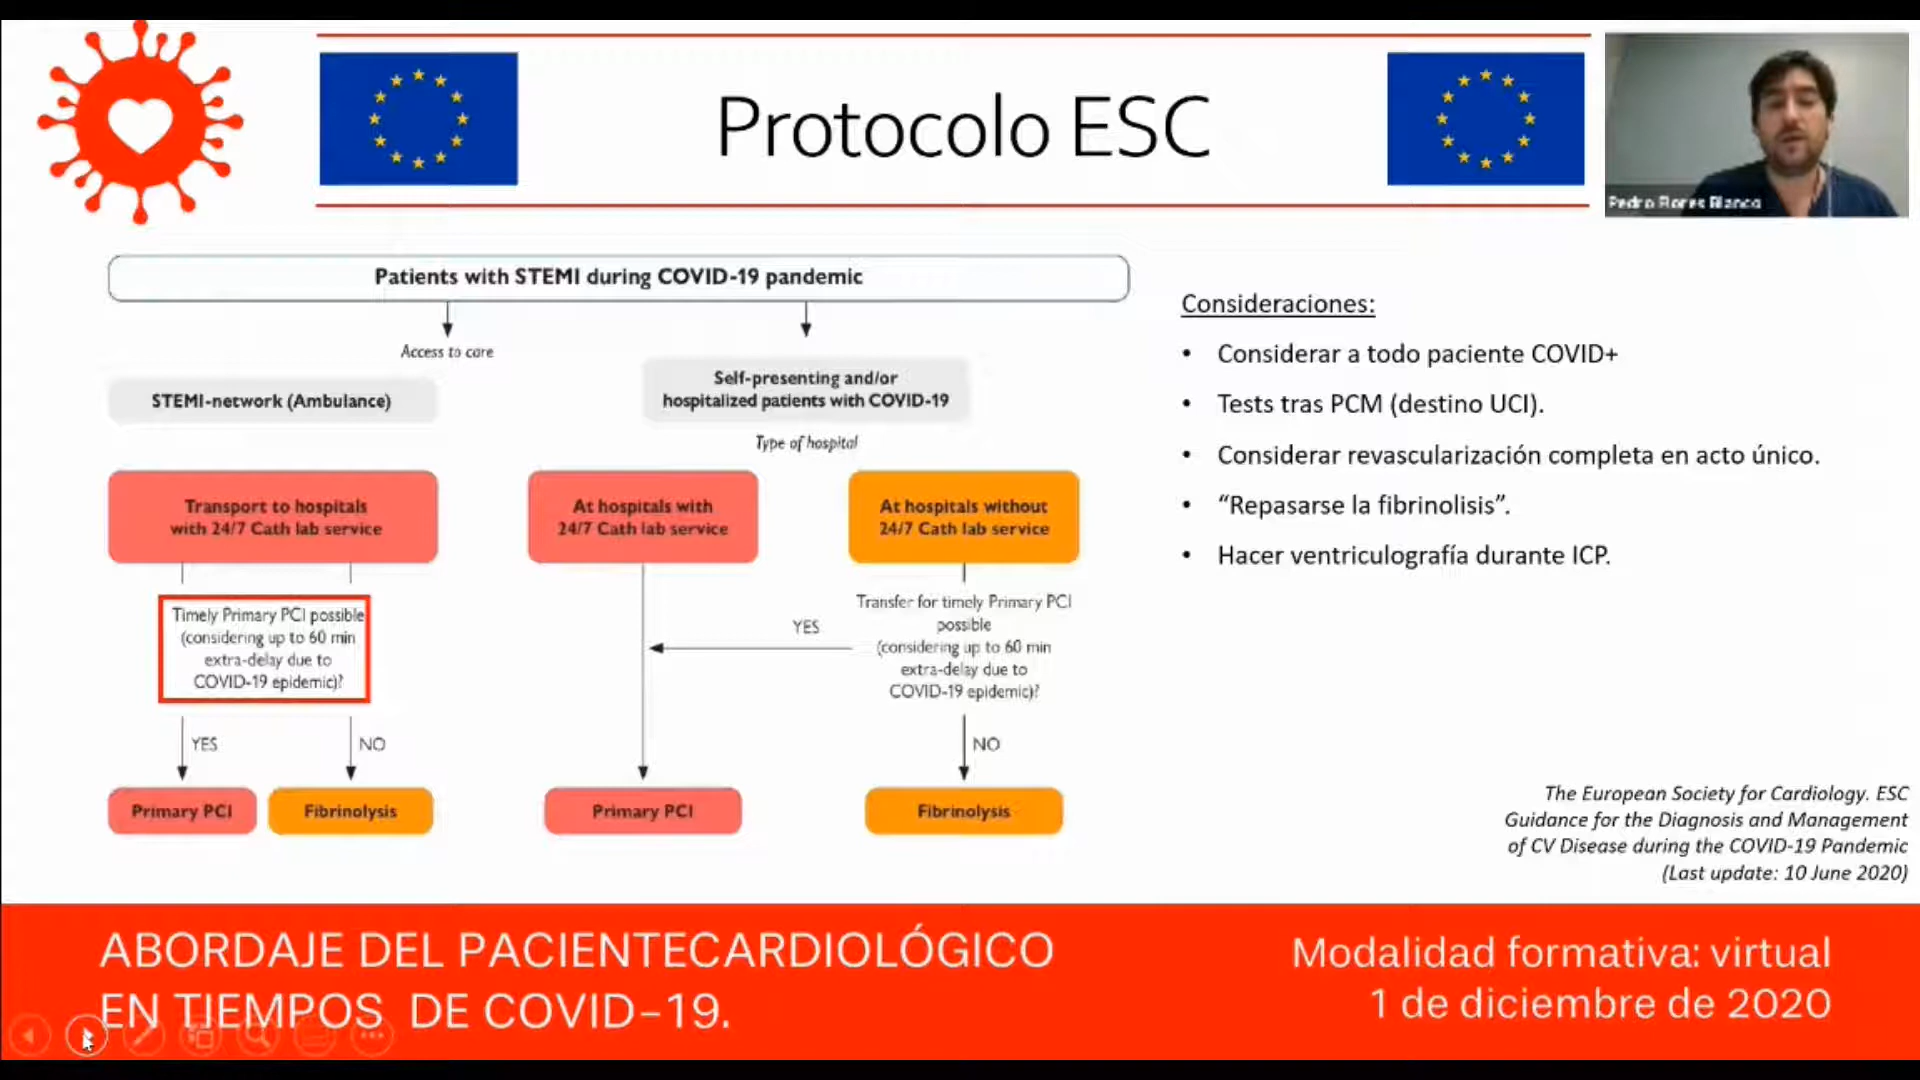 Protocolo ESC
Pedro Flores Blanco
Patients with STEMI during COVID-19 pandemic
Access to care
STEMI-network (Ambulance)
Self-presenting and/or
hospitalized patients with COVID-19
Type of hospital
Transport to hospitals
with 24/7 Cath lab service
At hospitals with
24/7 Cath lab service
At hospitals without
24/7 Cath lab service
Timely Primary PCI possible
(considering up to 60 min
extra-delay due to
COVID-19 epidemic)?
YES
Transfer for timely Primary PCI
possible
(considering up to 60 min
extra-delay due to
COVID-19 epidemic)?
YES
NO
NO
Primary PCI
Fibrinolysis
Primary PCI
Fibrinolysis
Consideraciones:
• Considerar a todo paciente COVID+
• Tests tras PCM (destino UCI).
• Considerar revascularización completa en acto único.
• “Repasarse la fibrinolisis”.
• Hacer ventriculografía durante ICP.
The European Society for Cardiology. ESC
Guidance for the Diagnosis and Management
of CV Disease during the COVID-19 Pandemic
(Last update: 10 June 2020)
ABORDAJE DEL PACIENTECARDIOLÓGICO
EN TIEMPOS DE COVID-19.
Modalidad formativa: virtual
1 de diciembre de 2020